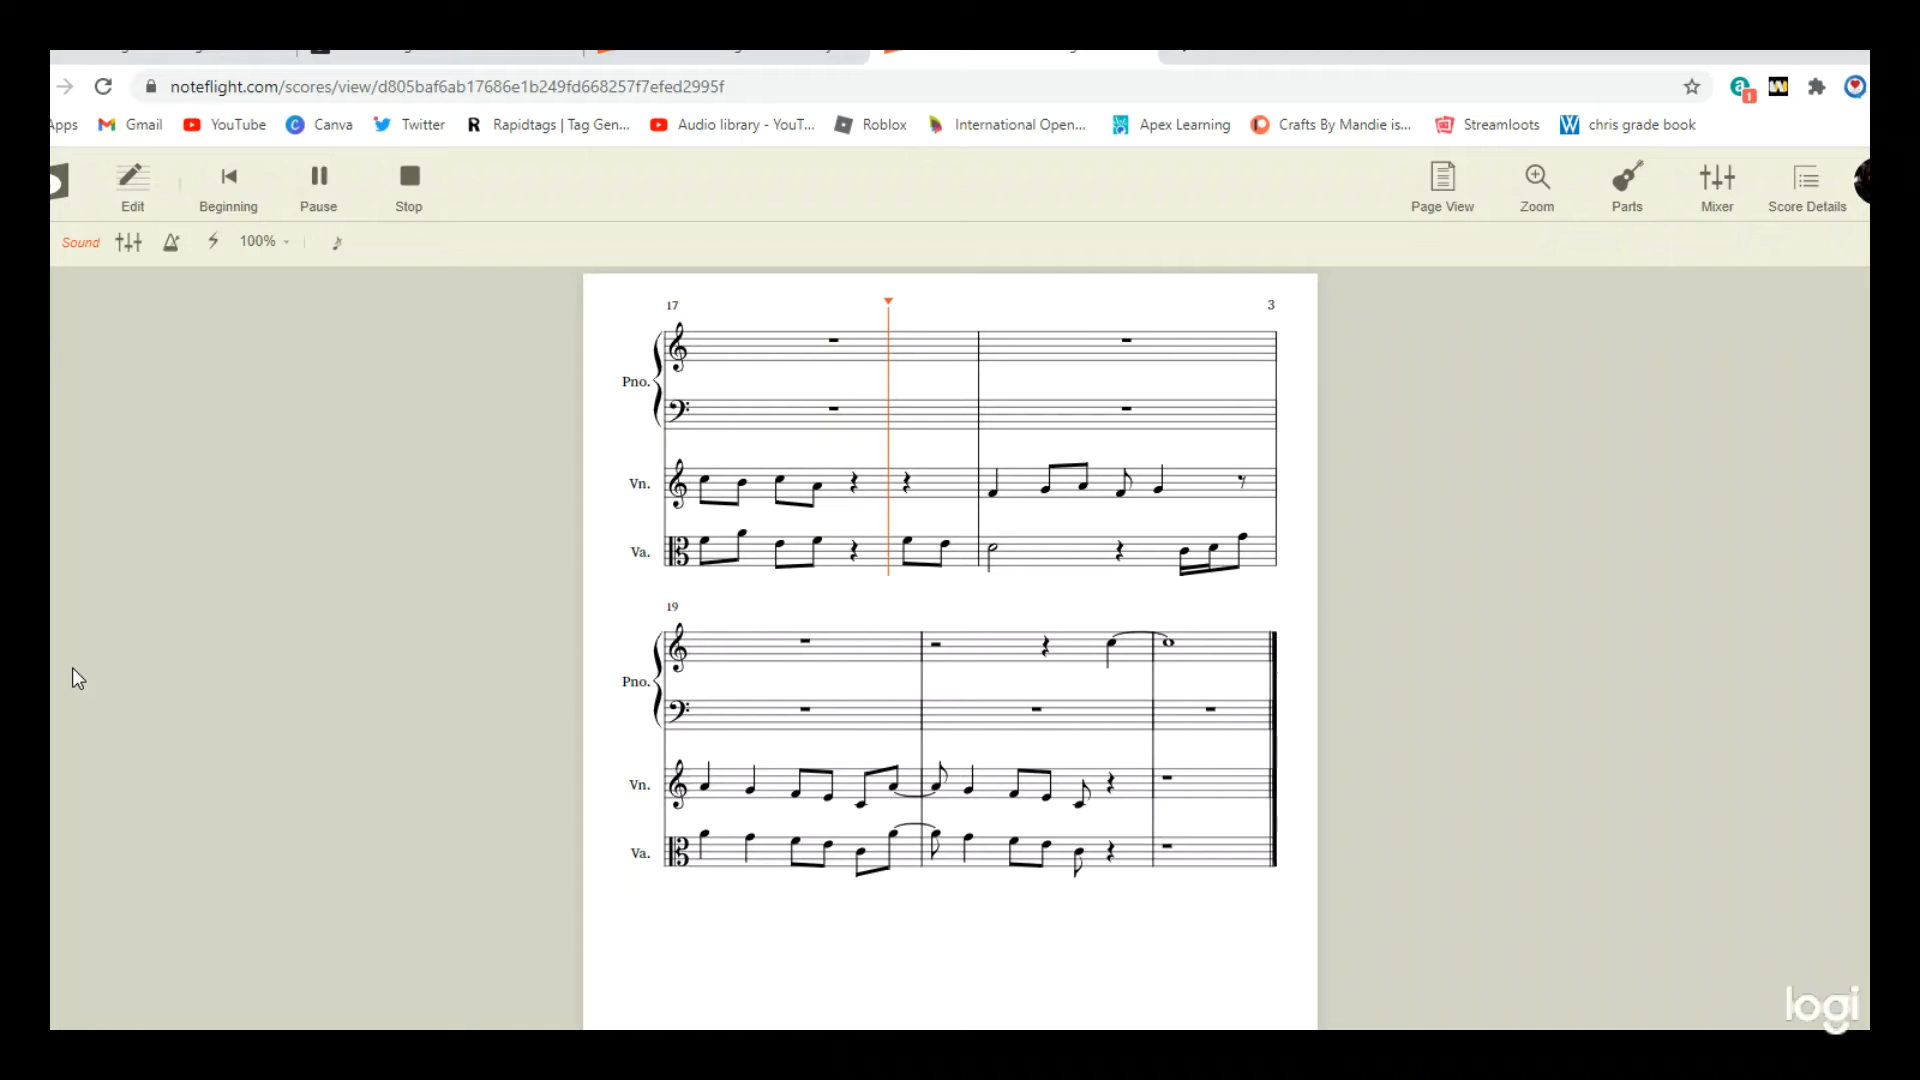 noteflight.com/scores/view/d805baf6ab17686e1b249fd668257f7efed2995f
Apps Gmail YouTube Canva Twitter Rapidtags | Tag Gen... Audio library - YouT... Roblox International Open... Apex Learning Crafts By Mandie is... Streamloots chris grade book
Edit Beginning Pause Stop Page View Zoom Parts Mixer Score Details
Sound 100%
17 3
Pno.
Vn.
Va.
19
Pno.
Vn.
Va.
logi